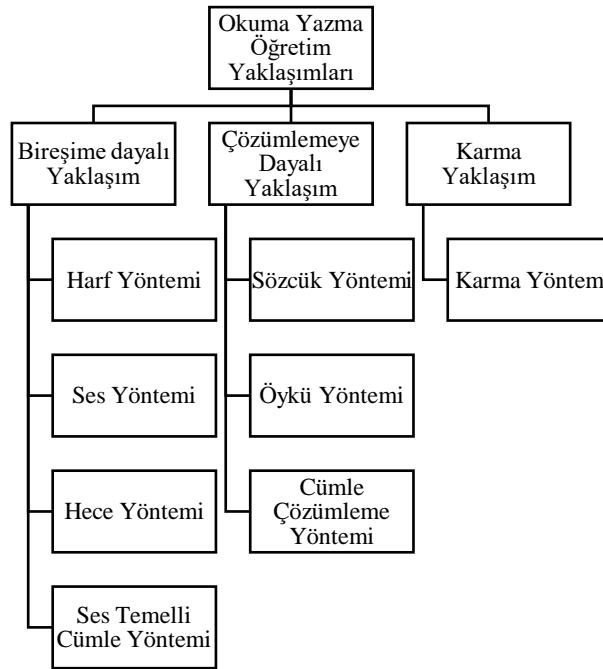 Okuma Yazma
Öğretim
Yaklaşımları
Bireşime dayalı
Yaklaşım
Çözümlemeye
Dayalı
Yaklaşım
Karma
Yaklaşım
Harf Yöntemi
Sözcük Yöntemi
Karma Yöntem
Ses Yöntemi
Öykü Yöntemi
Hece Yöntemi
Cümle
Çözümleme
Yöntemi
Ses Temelli
Cümle Yöntemi